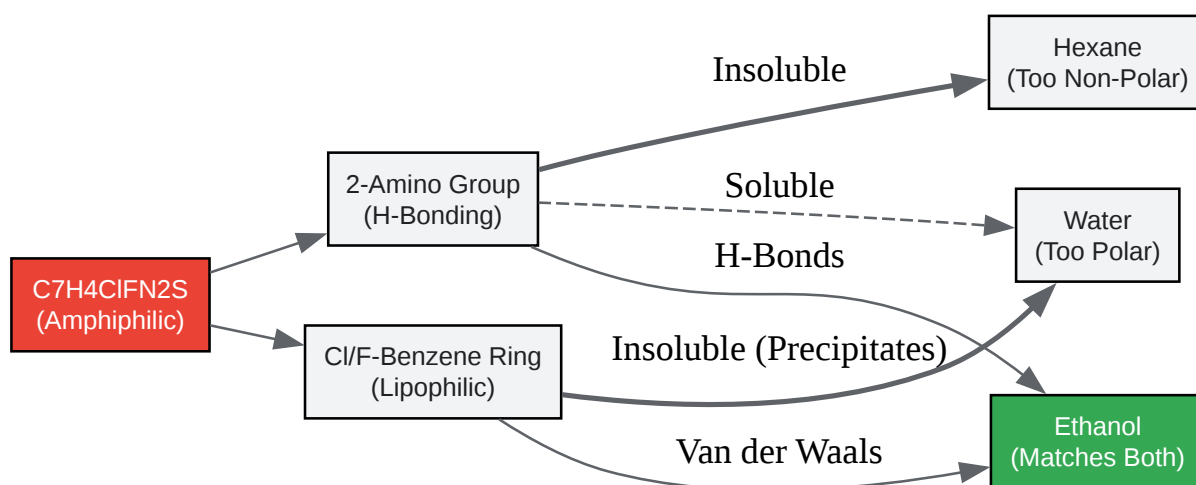 Insoluble
Hexane
(Too Non-Polar)
2-Amino Group
(H-Bonding)
Soluble
Water
(Too Polar)
H-Bonds
C7H4ClFN2S
(Amphiphilic)
Cl/F-Benzene Ring
(Lipophilic)
Insoluble (Precipitates)
Van der Waals
Ethanol
(Matches Both)